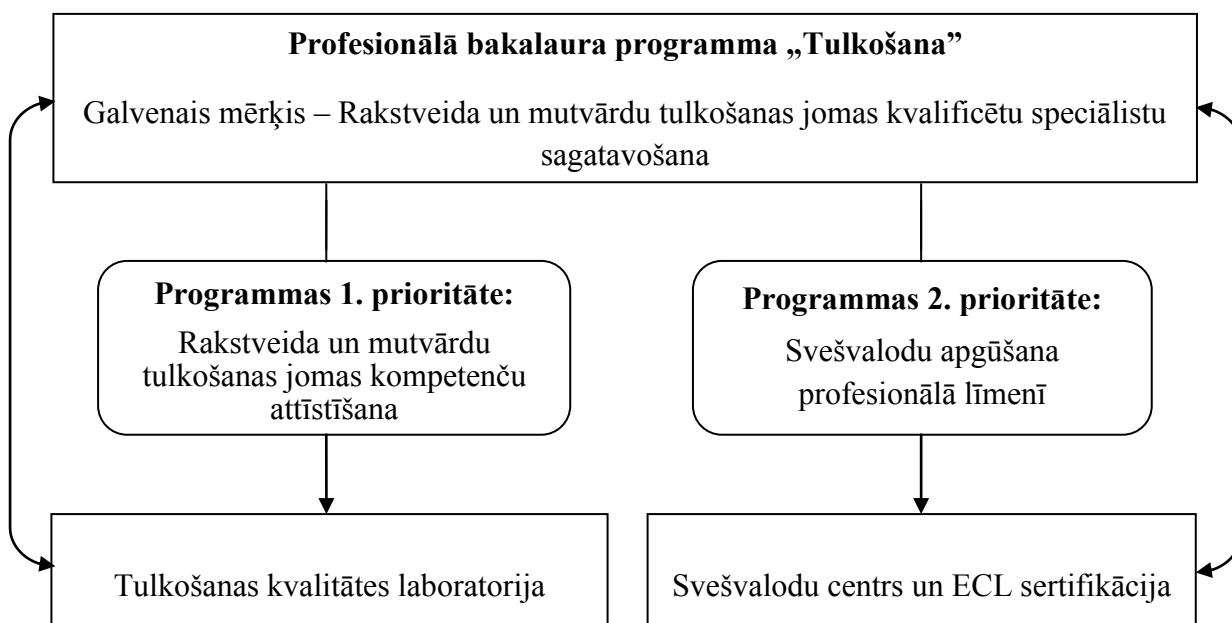 Profesionālā bakalaura programma „Tulkošana”
Galvenais mērķis – Rakstveida un mutvārdu tulkošanas jomas kvalificētu speciālistu
sagatavošana
Programmas 1. prioritāte:
Rakstveida un mutvārdu
tulkošanas jomas kompetenču
attīstīšana
Programmas 2. prioritāte:
Svešvalodu apgūšana
profesionālā līmenī
Tulkošanas kvalitātes laboratorija
Svešvalodu centrs un ECL sertifikācija